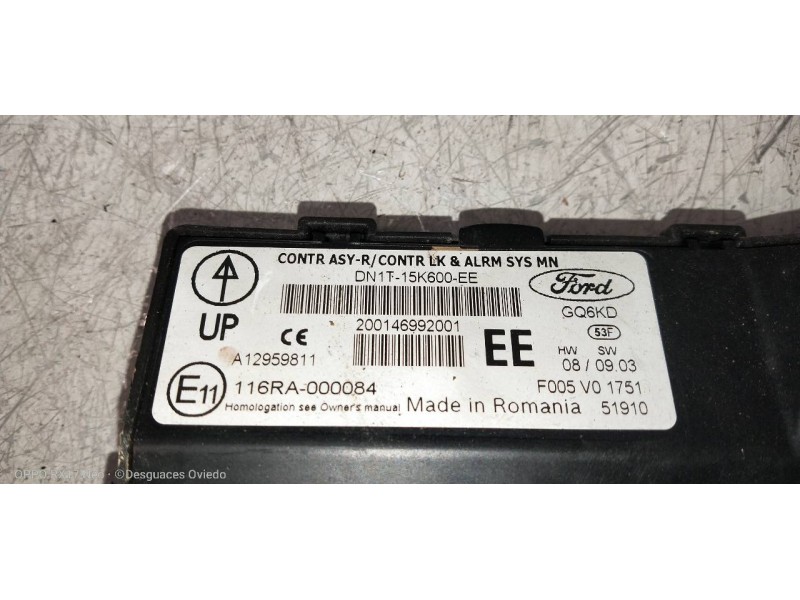 CONTR ASY-R/CONTR LK & ALRM SYS MN
DN1T-15K600-EE
Ford
GQ6KD
UP
CE
200146992001
EE
53F
HW SW
08 / 09.03
A12959811
E11
116RA-000084
F005 V0 1751
Homologation see Owner's manual
Made in Romania
51910
©Desguaces Oviedo